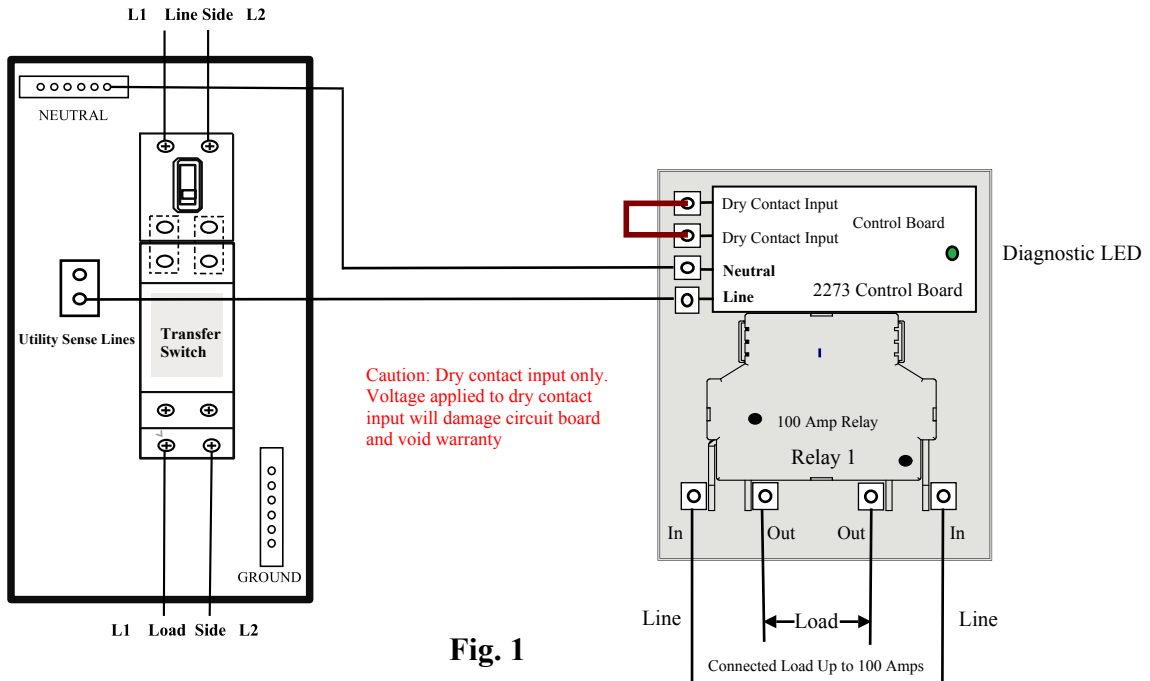 L1 Line Side L2
NEUTRAL
Utility Sense Lines
Transfer
Switch
GROUND
L1 Load Side L2
Caution: Dry contact input only.
Voltage applied to dry contact
input will damage circuit board
and void warranty
Dry Contact Input
Dry Contact Input
Control Board
Neutral
Line
2273 Control Board
Diagnostic LED
100 Amp Relay
Relay 1
In
Out
Out
In
Line
Load
Line
Connected Load Up to 100 Amps
Fig. 1